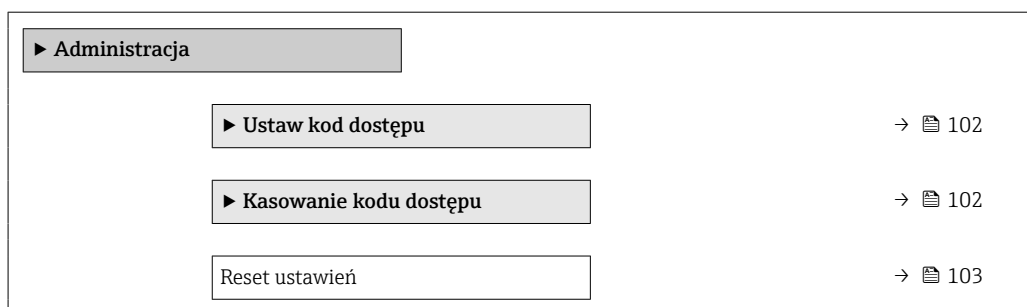 ▶ Administracja
▶ Ustaw kod dostępu → 102
▶ Kasowanie kodu dostępu → 102
Reset ustawień → 103